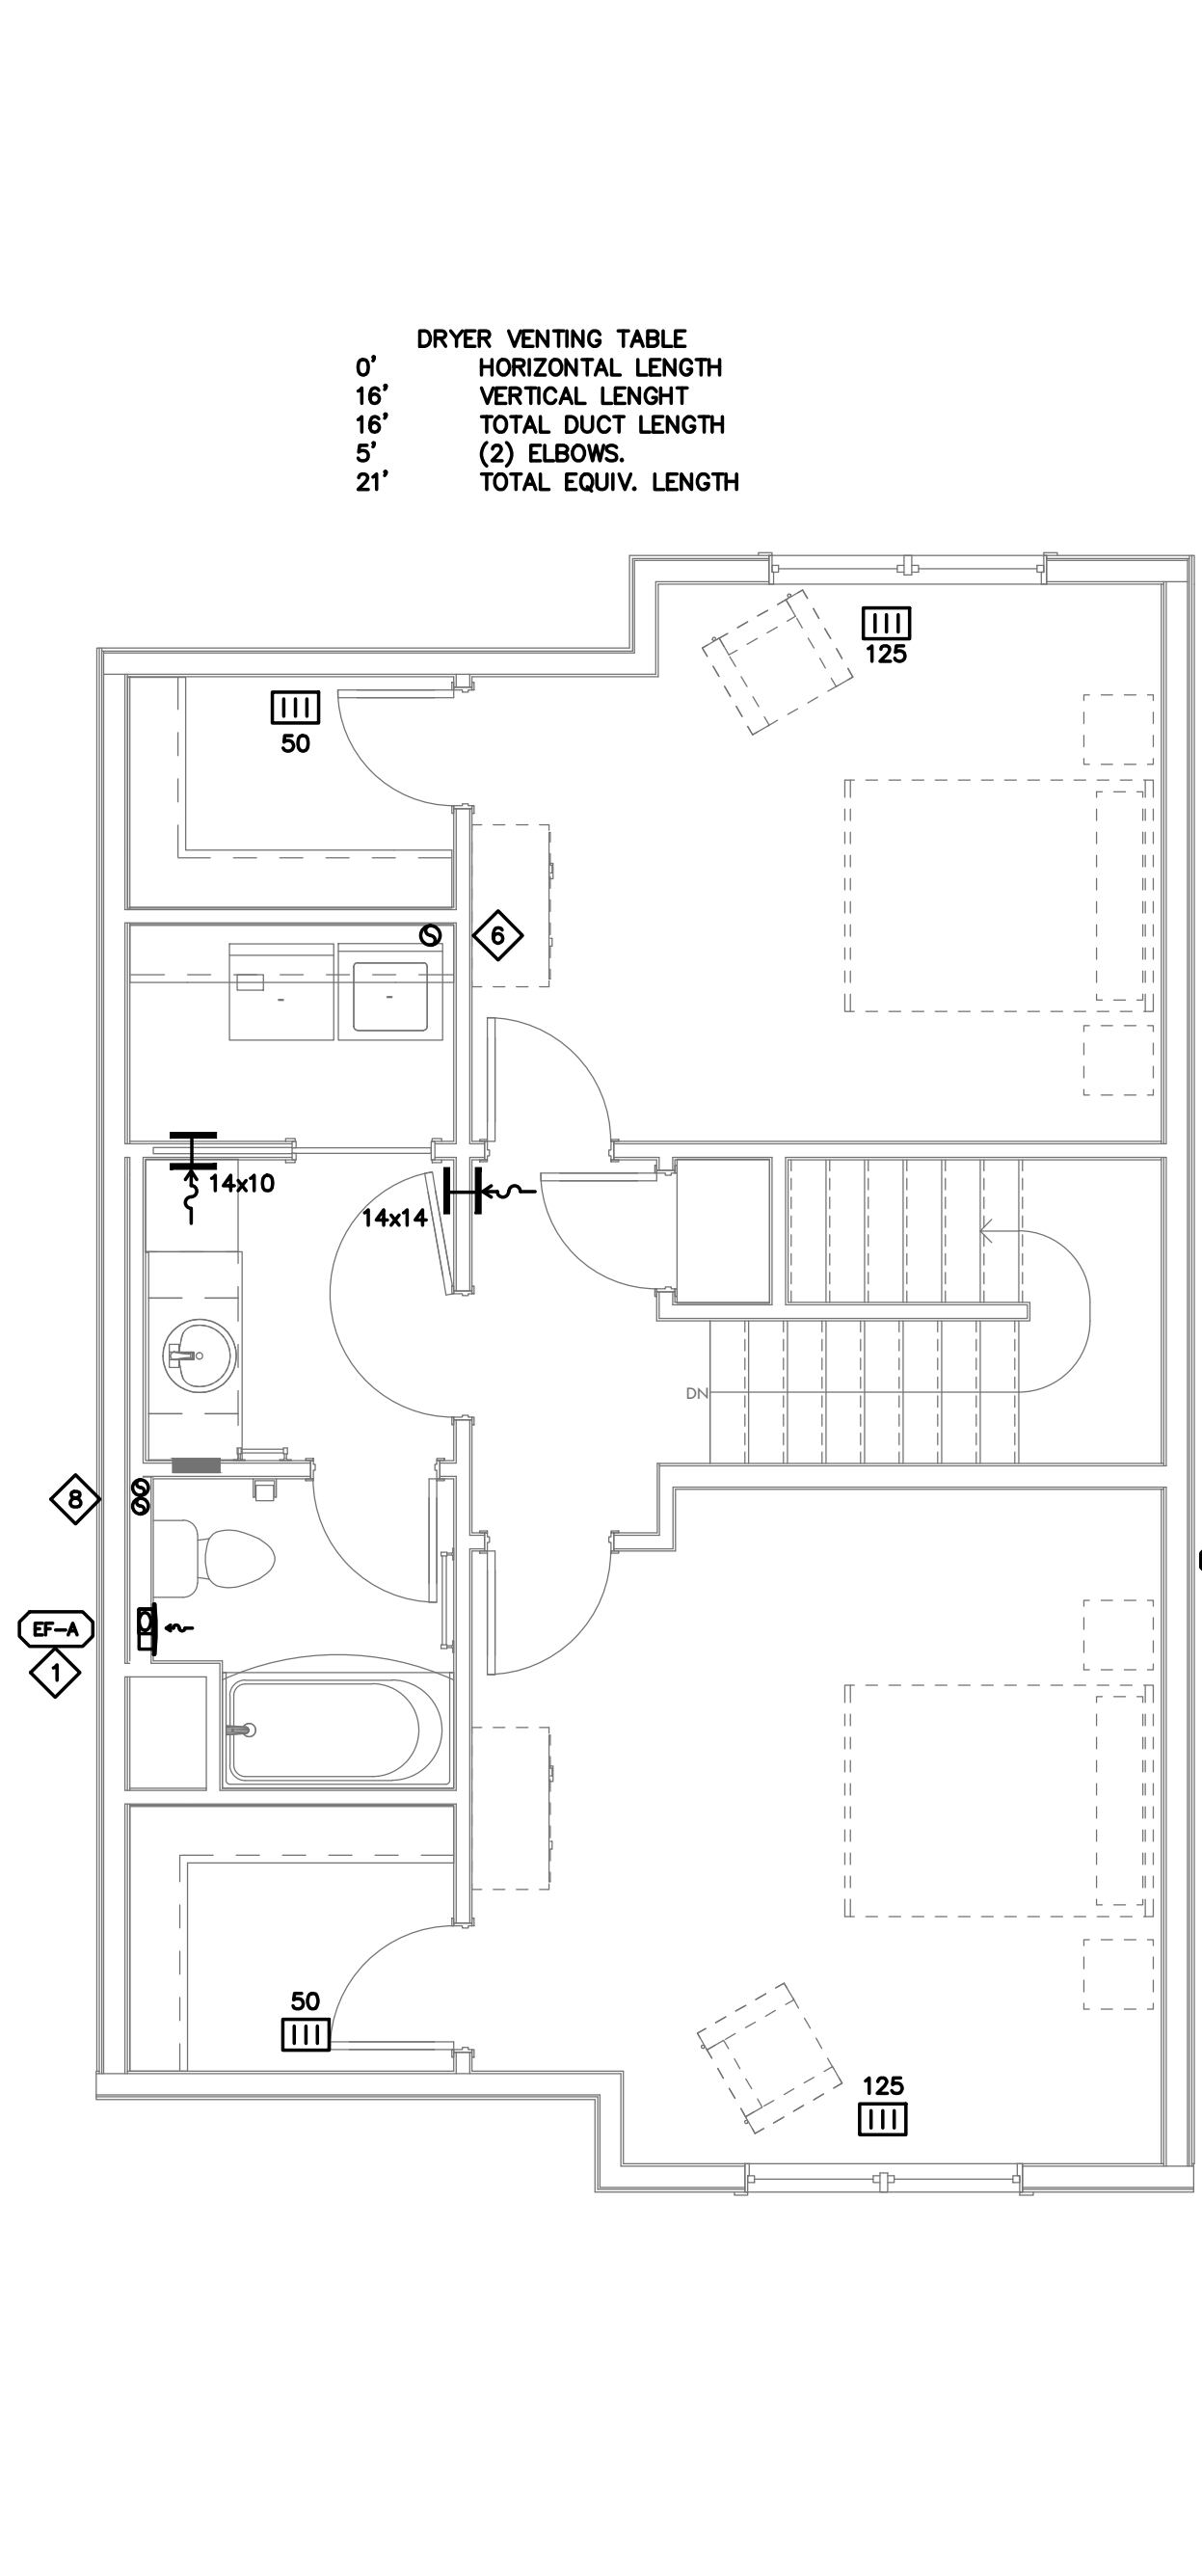 DRYER VENTING TABLE
0' HORIZONTAL LENGTH
16' VERTICAL LENGHT
16' TOTAL DUCT LENGTH
5' (2) ELBOWS.
21' TOTAL EQUIV. LENGTH
125
50
6
14x10
14x14
DN
8
EF-A
1
50
125